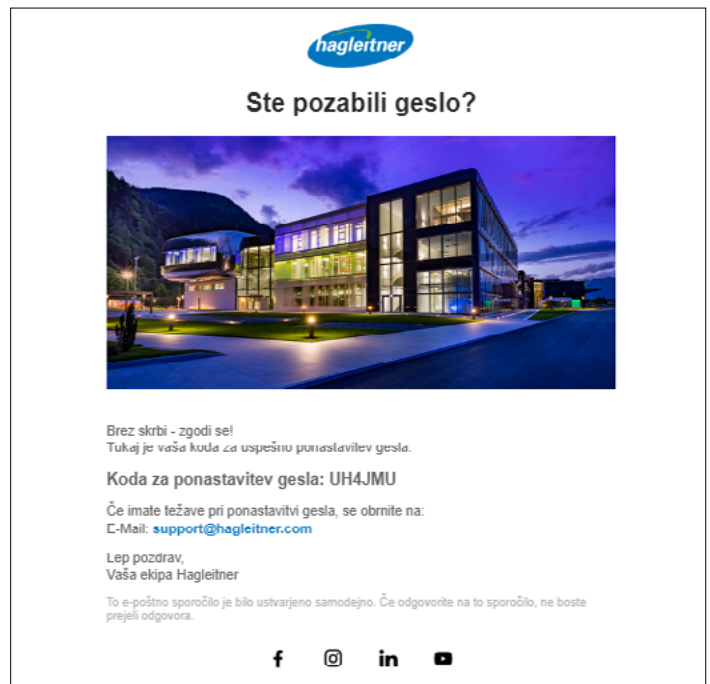 hagleitner
Ste pozabili geslo?
Brez skrbi - zgodi se!
Tukaj je vaša koda za uspešno ponastavitev gesla.
Koda za ponastavitev gesla: UH4JMU
Če imate težave pri ponastavitvi gesla, se obrnite na:
E-Mail: support@hagleitner.com
Lep pozdrav,
Vaša ekipa Hagleitner
To e-poštno sporočilo je bilo ustvarjeno samodejno. Če odgovorite na to sporočilo, ne boste
prejeli odgovora.